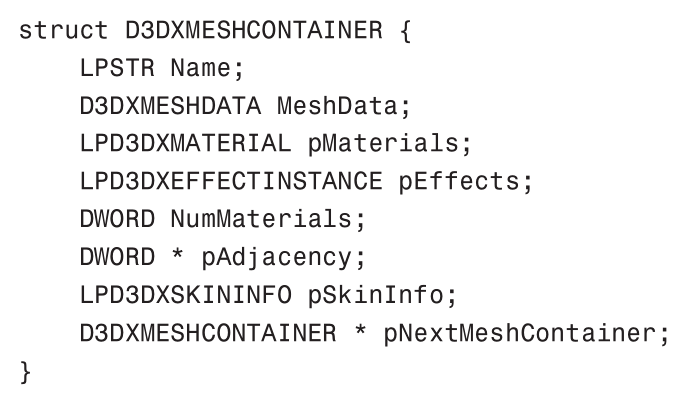 struct D3DXMESHCONTAINER {
    LPSTR Name;
    D3DXMESHDATA MeshData;
    LPD3DXMATERIAL pMaterials;
    LPD3DXEFFECTINSTANCE pEffects;
    DWORD NumMaterials;
    DWORD * pAdjacency;
    LPD3DXSKININFO pSkinInfo;
    D3DXMESHCONTAINER * pNextMeshContainer;
}